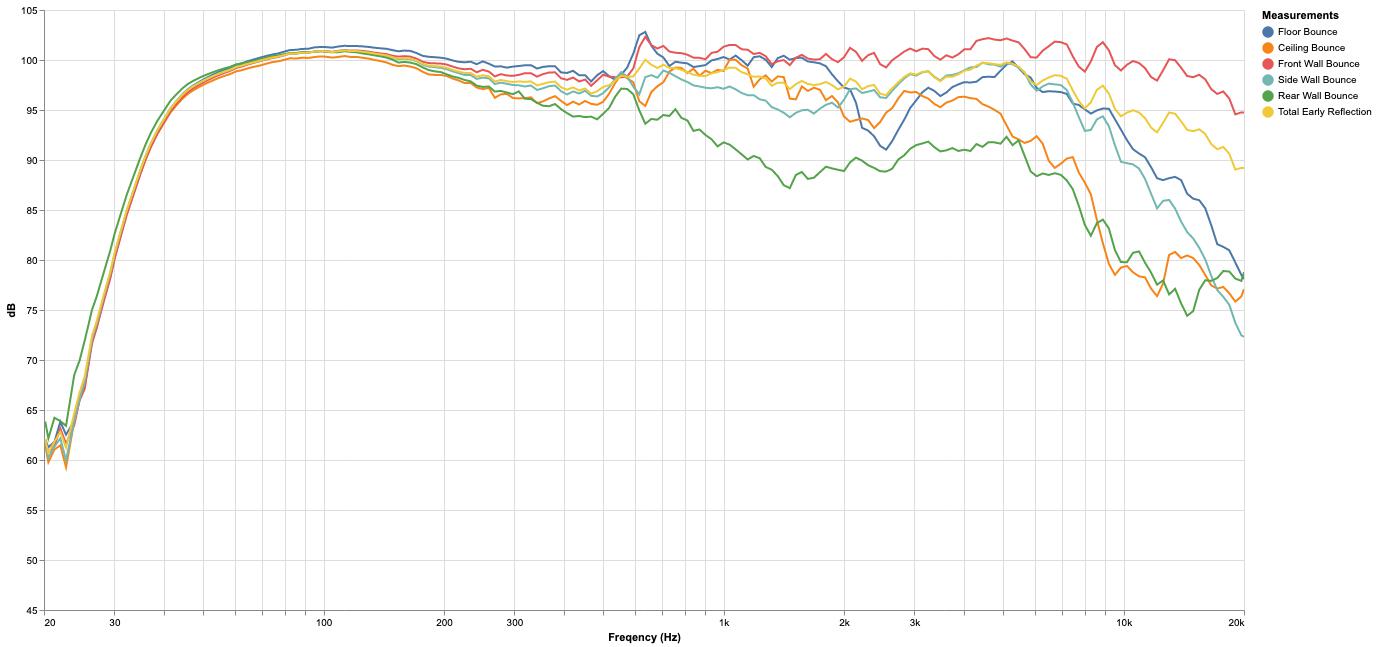 Measurements
Floor Bounce
Ceiling Bounce
Front Wall Bounce
Side Wall Bounce
Rear Wall Bounce
Total Early Reflection
105
100
95
90
85
80
75
70
65
60
55
50
45
dB
20 30 100 200 300 1k 2k 3k 10k 20k
Freqency (Hz)